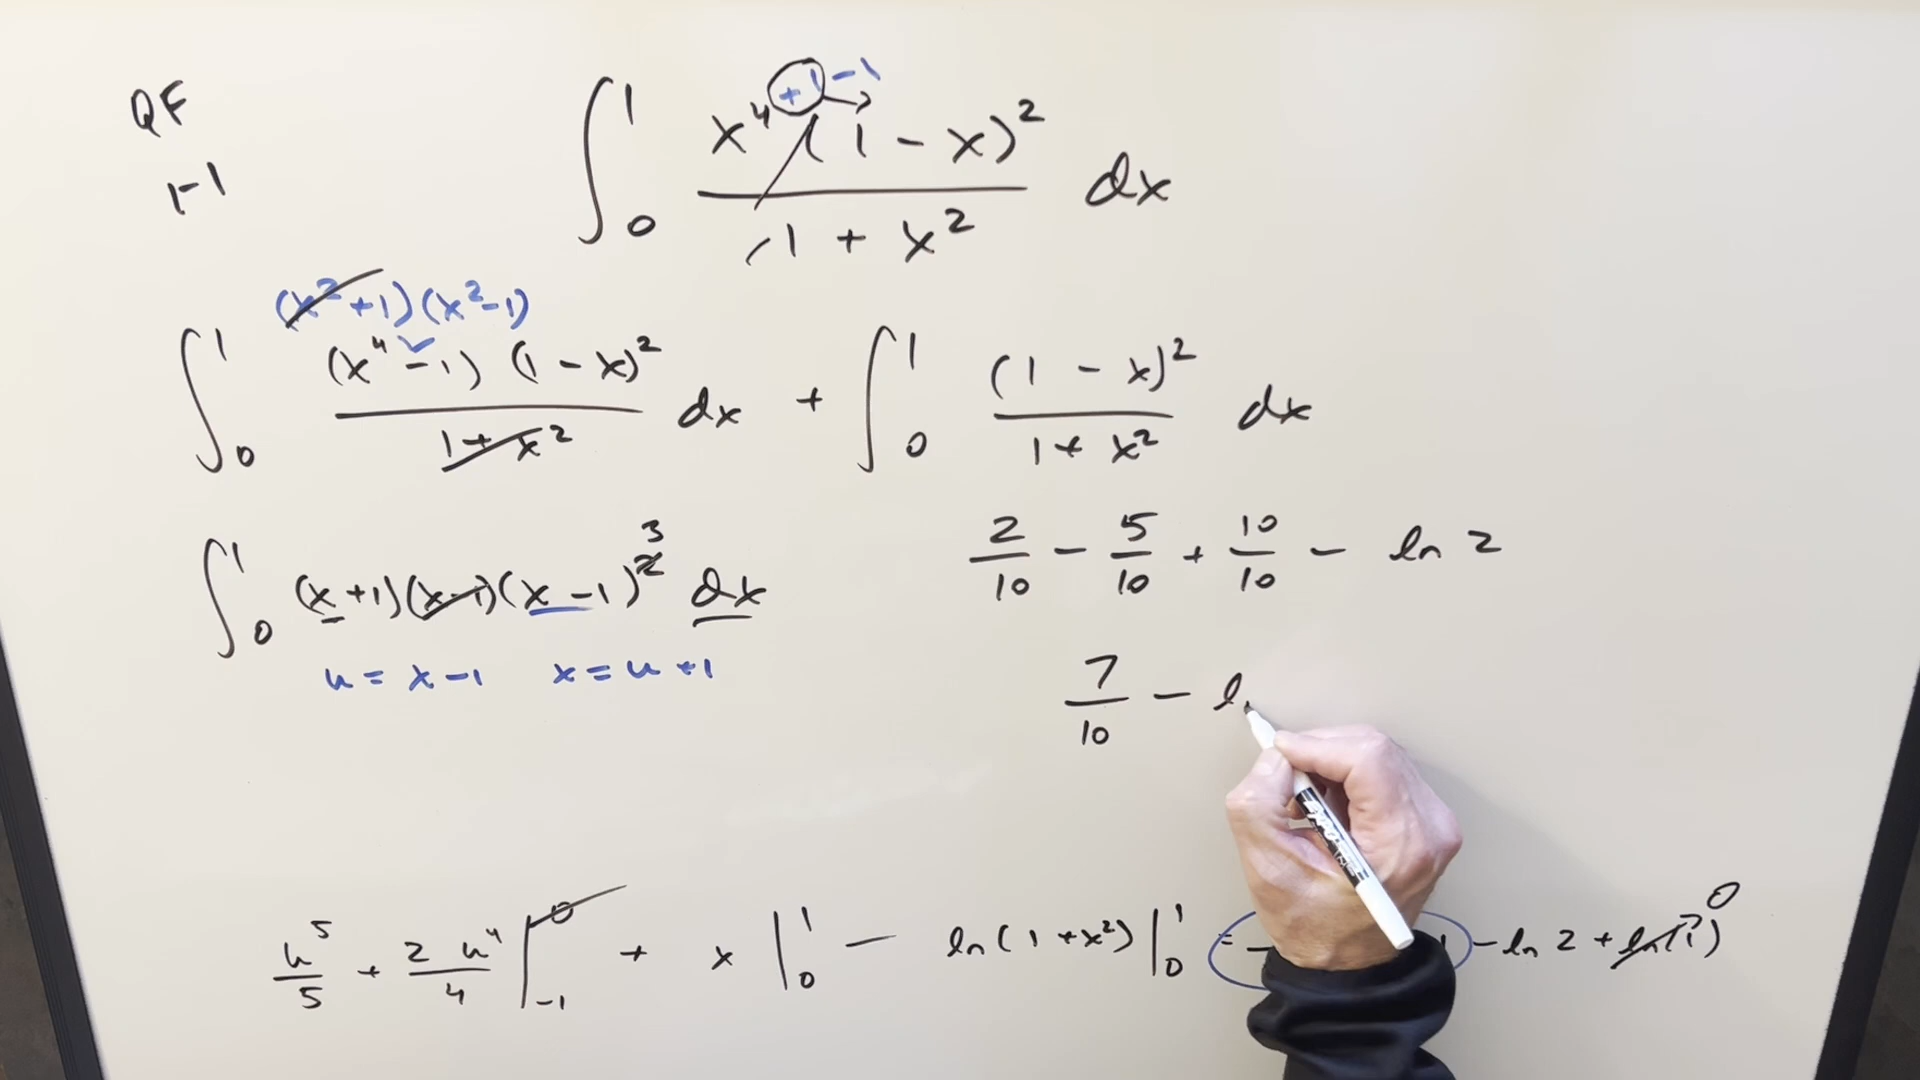 QF
1-1
∫₀¹ x⁴ +1 -1 (1 - x)² / 1 + x² dx
(x²+1)(x²-1)
∫₀¹ (x⁴ - 1) (1 - x)² / 1 + x² dx + ∫₀¹ (1 - x)² / 1 + x² dx
∫₀¹ (x+1)(x-1)(x-1)³ dx
u = x-1 x = u+1
2/10 - 5/10 + 10/10 - ln 2
7/10 - l
u⁵/5 + 2u⁴/4 |₋₁⁰ + x |₀¹ - ln(1+x²) |₀¹ = - - ln 2 + ln(1) 0